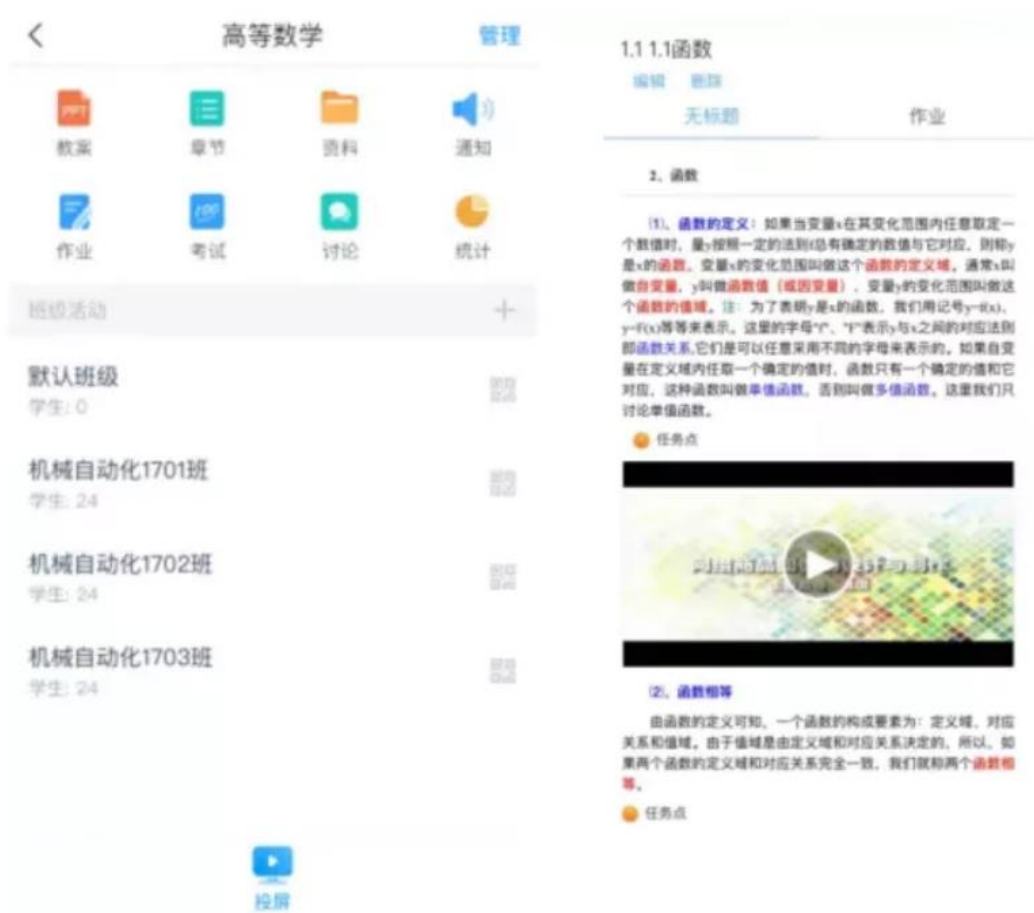 高等数学
管理
教案
章节
资料
通知
作业
考试
讨论
统计
班级活动
默认班级
学生: 0
机械自动化1701班
学生: 24
机械自动化1702班
学生: 24
机械自动化1703班
学生: 24
投屏
1.1 1.1函数
编辑 删除
无标题
作业
2、函数
⑴、函数的定义：如果当变量x在其变化范围内任意取定一
个数值时，量y按照一定的法则f总有确定的数值与它对应，则称y
是x的函数。变量x的变化范围叫做这个函数的定义域。通常x叫
做自变量，y叫做函数值（或因变量），变量y的变化范围叫做这
个函数的值域。注：为了表明y是x的函数，我们用记号y=f(x)、
y=F(x)等等来表示。这里的字母"f"、"F"表示y与x之间的对应法则
即函数关系,它们是可以任意采用不同的字母来表示的。如果自变
量在定义域内任取一个确定的值时，函数只有一个确定的值和它
对应，这种函数叫做单值函数，否则叫做多值函数。这里我们只
讨论单值函数。
任务点
⑵、函数相等
由函数的定义可知，一个函数的构成要素为：定义域、对应
关系和值域。由于值域是由定义域和对应关系决定的，所以，如
果两个函数的定义域和对应关系完全一致，我们就称两个函数相
等。
任务点